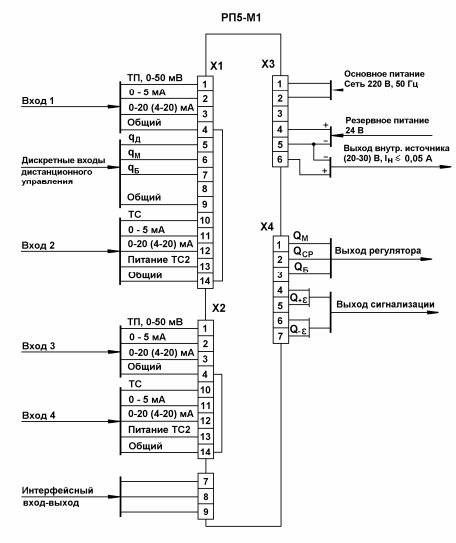 РП5-М1
X1
X3
ТП, 0-50 мВ
1
0 - 5 мА
2
0-20 (4-20) мА
3
Общий
4
Вход 1
qД
5
qМ
6
qБ
7
8
Общий
9
Дискретные входы
дистанционного
управления
ТС
10
0 - 5 мА
11
0-20 (4-20) мА
12
Питание ТС2
13
Общий
14
Вход 2
X2
ТП, 0-50 мВ
1
0 - 5 мА
2
0-20 (4-20) мА
3
Общий
4
Вход 3
ТС
10
0 - 5 мА
11
0-20 (4-20) мА
12
Питание ТС2
13
Общий
14
Вход 4
7
8
9
Интерфейсный
вход-выход
1
2
3
4
5
6
Основное питание
Сеть 220 В, 50 Гц
+
–
Резервное питание
24 В
–
+
Выход внутр. источника
(20-30) В, IН ≤ 0,05 А
X4
1
QМ
2
QСР
3
QБ
Выход регулятора
4
5
Q+ε
6
7
Q-ε
Выход сигнализации